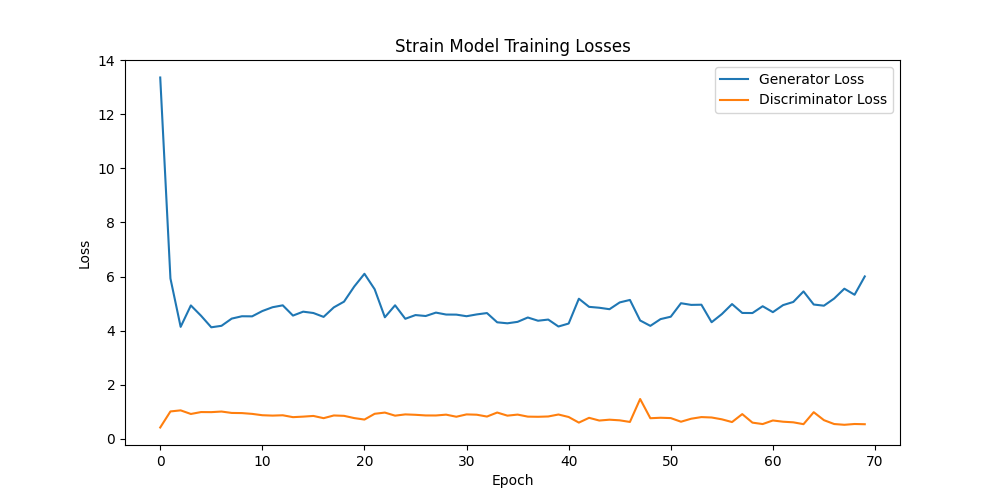 Strain Model Training Losses
Generator Loss
Discriminator Loss
Loss
14
12
10
8
6
4
2
0
0 10 20 30 40 50 60 70
Epoch